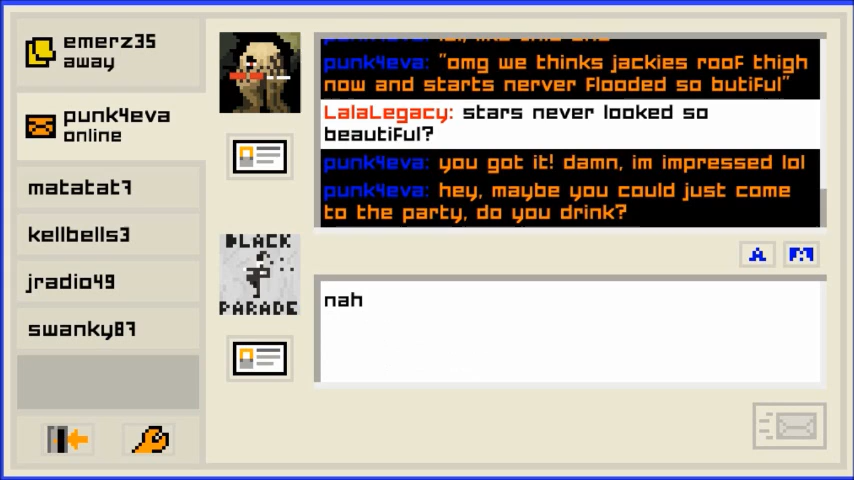 emerz35
away
punk4eva
online
matatat7
kellbells3
jradio49
swanky87
punk4eva: "omg we thinks jackies roof thigh
now and starts nerver flooded so butiful"
LalaLegacy: stars never looked so
beautiful?
punk4eva: you got it! damn, im impressed lol
punk4eva: hey, maybe you could just come
to the party, do you drink?
BLACK
PARADE
A
nah